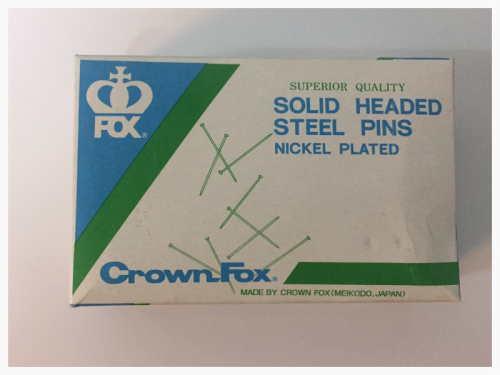 FOX®
SUPERIOR QUALITY
SOLID HEADED
STEEL PINS
NICKEL PLATED
Crown Fox®
MADE BY CROWN FOX(MEIKODO.JAPAN)